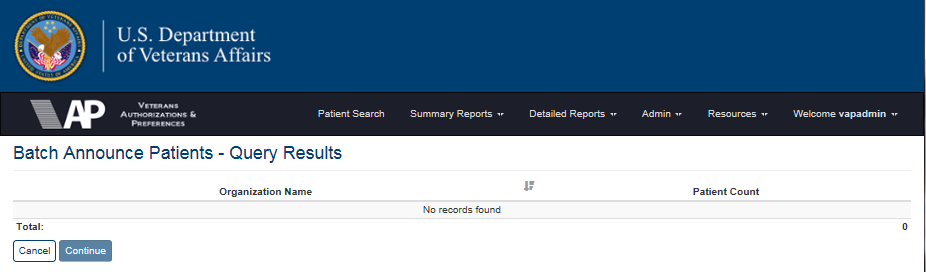 U.S. Department
of Veterans Affairs
VAP
VETERANS
AUTHORIZATIONS &
PREFERENCES
Patient Search Summary Reports Detailed Reports Admin Resources Welcome vapadmin
Batch Announce Patients - Query Results
Organization Name Patient Count
No records found
Total: 0
Cancel Continue